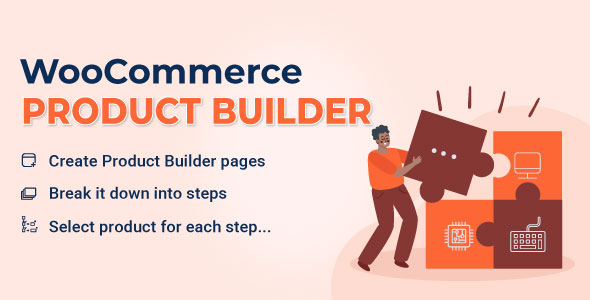 WooCommerce
PRODUCT BUILDER
Create Product Builder pages
Break it down into steps
Select product for each step...